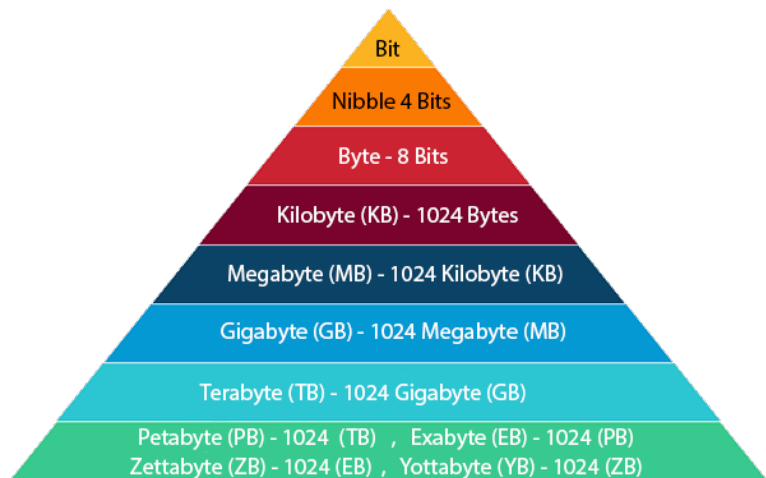 Bit
Nibble 4 Bits
Byte - 8 Bits
Kilobyte (KB) - 1024 Bytes
Megabyte (MB) - 1024 Kilobyte (KB)
Gigabyte (GB) - 1024 Megabyte (MB)
Terabyte (TB) - 1024 Gigabyte (GB)
Petabyte (PB) - 1024 (TB) , Exabyte (EB) - 1024 (PB)
Zettabyte (ZB) - 1024 (EB) , Yottabyte (YB) - 1024 (ZB)